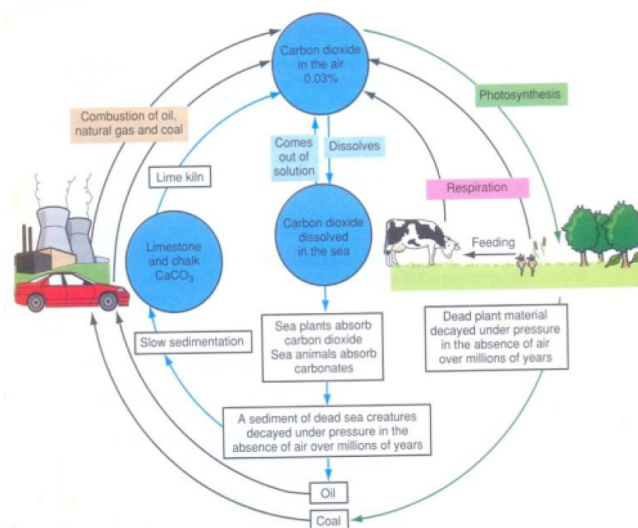 Carbon dioxide
in the air
0.03%
Photosynthesis
Combustion of oil,
natural gas and coal
Comes
out of
solution
Dissolves
Lime kiln
Respiration
Carbon dioxide
dissolved
in the sea
Feeding
Limestone
and chalk
CaCO₃
Dead plant material
decayed under pressure
in the absence of air
over millions of years
Sea plants absorb
carbon dioxide
Sea animals absorb
carbonates
Slow sedimentation
A sediment of dead sea creatures
decayed under pressure in the
absence of air over millions of years
Oil
Coal